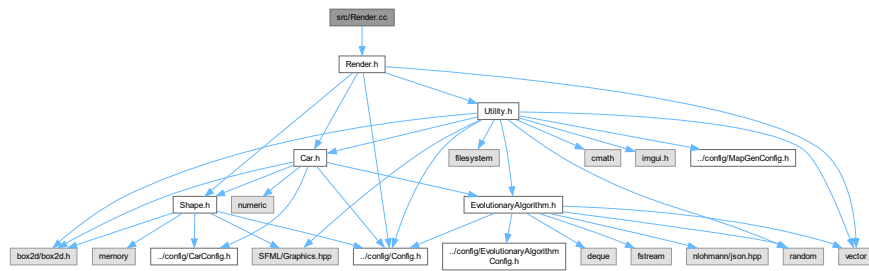 src/Render.cc
Render.h
Utility.h
Car.h
filesystem
cmath
imgui.h
../config/MapGenConfig.h
Shape.h
numeric
EvolutionaryAlgorithm.h
box2d/box2d.h
memory
../config/CarConfig.h
SFML/Graphics.hpp
../config/Config.h
../config/EvolutionaryAlgorithm
Config.h
deque
fstream
nlohmann/json.hpp
random
vector